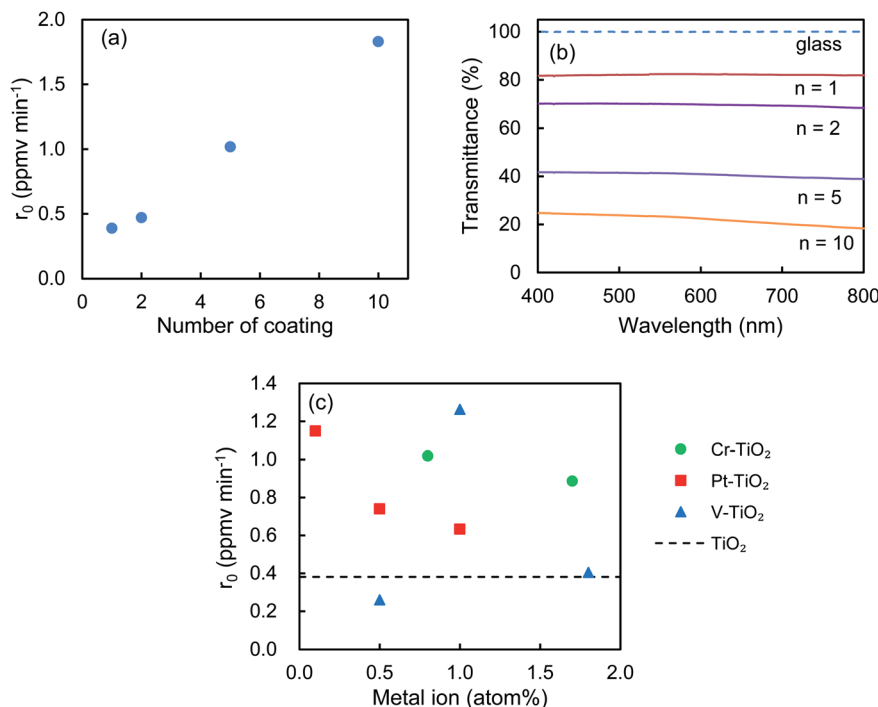 (a)
2.0
1.5
1.0
0.5
0.0
0 2 4 6 8 10
r₀ (ppmv min⁻¹)
Number of coating
(b)
100
80
60
40
20
0
400 500 600 700 800
Transmittance (%)
Wavelength (nm)
glass
n = 1
n = 2
n = 5
n = 10
(c)
1.4
1.2
1.0
0.8
0.6
0.4
0.2
0.0
0.0 0.5 1.0 1.5 2.0
r₀ (ppmv min⁻¹)
Metal ion (atom%)
Cr-TiO₂
Pt-TiO₂
V-TiO₂
TiO₂